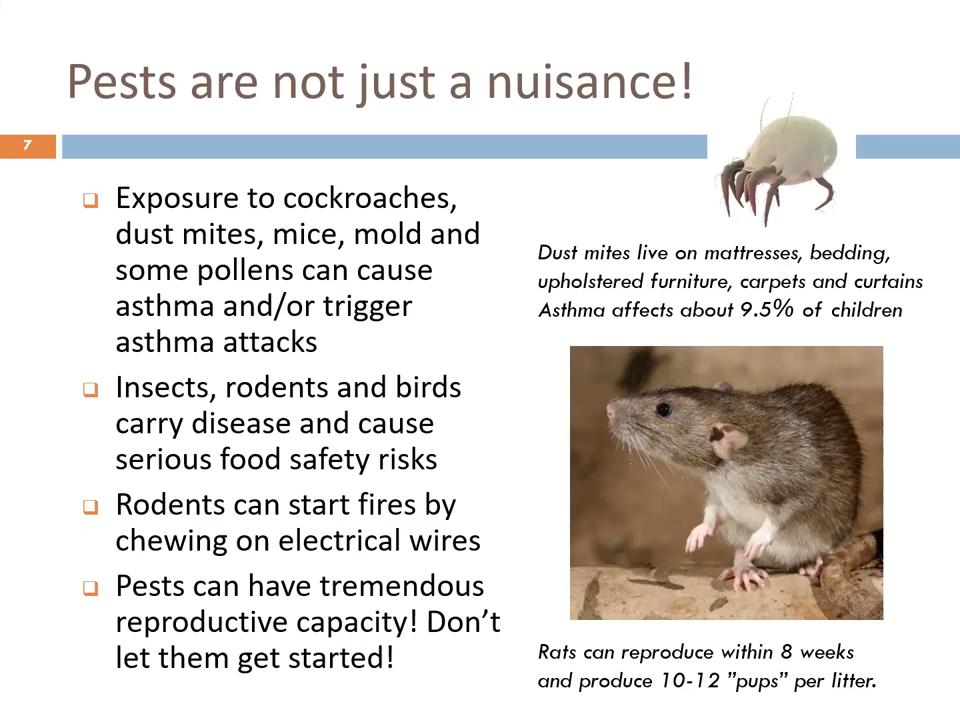 Pests are not just a nuisance!
7
Exposure to cockroaches,
dust mites, mice, mold and
some pollens can cause
asthma and/or trigger
asthma attacks
Insects, rodents and birds
carry disease and cause
serious food safety risks
Rodents can start fires by
chewing on electrical wires
Pests can have tremendous
reproductive capacity! Don’t
let them get started!
Dust mites live on mattresses, bedding,
upholstered furniture, carpets and curtains
Asthma affects about 9.5% of children
Rats can reproduce within 8 weeks
and produce 10-12 ”pups” per litter.